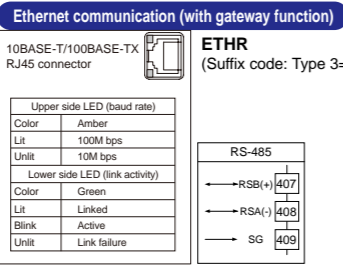 Ethernet communication (with gateway function)
10BASE-T/100BASE-TX
RJ45 connector
ETHR
(Suffix code: Type 3=
Upper side LED (baud rate)
Color Amber
Lit 100M bps
Unlit 10M bps
Lower side LED (link activity)
Color Green
Lit Linked
Blink Active
Unlit Link failure
RS-485
RSB(+) 407
RSA(-) 408
SG 409